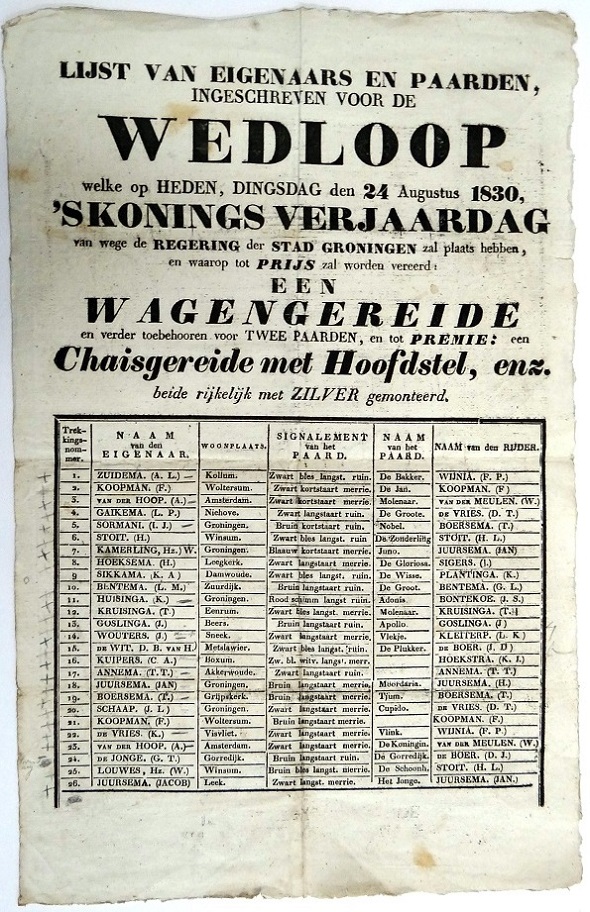 LIJST VAN EIGENAARS EN PAARDEN,
INGESCHREVEN VOOR DE
WEDLOOP
welke op HEDEN, DINGSDAG den 24 Augustus 1830,
'SKONINGS VERJAARDAG
van wege de REGERING der STAD GRONINGEN zal plaats hebben,
en waarop tot PRIJS zal worden vereerd:
EEN
WAGENGEREIDE
en verder toebehooren voor TWEE PAARDEN, en tot PREMIE: een
Chaisgereide met Hoofdstel, enz.
beide rijkelijk met ZILVER gemonteerd.
Trek-kings-nom-mer. NAAM van den EIGENAAR. WOONPLAATS. SIGNALEMENT van het PAARD. NAAM van het PAARD. NAAM van den RIJDER.
1. ZUIDEMA. (A. L.) Kollum. Zwart bles langst. ruin. De Bakker. WIJNIA. (F. P.)
2. KOOPMAN. (F.) Woltersum. Zwart kortstaart merrie. De Jan. KOOPMAN. (F)
3. VAN DER HOOP. (A.) Amsterdam. Zwart kortstaart merrie. Molenaar. VAN DER MEULEN. (W.)
4. GAIKEMA. (L. P.) Niehove. Zwart langstaart ruin. De Groote. DE VRIES. (D. T.)
5. SORMANI. (I. J.) Groningen. Bruin kortstaart merrie. Nobel. BOERSEMA. (T.)
6. STOIT. (H.) Winsum. Zwart bles langst. ruin De Zonderling STOIT. (H. L.)
7. KAMERLING, Hz.) W. Groningen. Blaauw kortstaart merrie. Juno. JUURSEMA. (JAN)
8. HOEKSEMA. (H.) Leegkerk. Zwart langstaart merrie. De Gloriosa. SIGERS. (J.)
9 SIKKAMA. (K. A) Damwoude. Zwart bles langst. ruin. De Wisse. PLANTINGA. (K.)
10. BENTEMA. (L. M.) Zuurdijk. Bruin langstaart ruin. De Groot. BENTEMA. (G. L.)
11. HUISINGA. (K.) Groningen. Rood schimm langst ruin. Adonis. BONTEKOE. (J. S.)
12. KRUISINGA. (T.) Eenrum. Zwart bles langst. merrie. Molenaar. KRUISINGA. (T.)
13. GOSLINGA. (J.) Beers. Bruin langstaart ruin. Apollo. GOSLINGA. (J)
14. WOUTERS. (J.) Sneek. Zwart langstaart merrie. Vlekje. KLEITERP. (L. K)
15. DE WIT, D. B. VAN H. Metslawier. Zwart bles langst. ruin. De Plukker. DE BOER. (J. D)
16. KUIPERS. (C. A.) Boxum. Zw. bl. witv. langst. merr. HOEKSTRA. (K. I.)
17. ANNEMA. (T. T.) Akkerwoude. Zwart langstaart ruin. ANNEMA. (T. T.)
18. JUURSEMA. (JAN) Groningen. Bruin langstaart merrie. Moordaria. JUURSEMA. (H.)
19. BOERSEMA. (T.) Grijpskerk. Bruin langstaart merrie. Tjum. BOERSEMA. (T.)
20. SCHAAP. (J. L) Groningen. Zwart langstaart merrie. Cupido. DE VRIES. (D. T.)
21. KOOPMAN. (F.) Woltersum. Bruin langstaart merrie. KOOPMAN. (F.)
22. DE VRIES. (K.) Visvliet. Zwart langstaart merrie. Vlink. WIJNIA. (F. P.)
23. VAN DER HOOP. (A.) Amsterdam. Zwart langstaart merrie. De Koningin. VAN DER MEULEN. (W.)
24. DE JONGE. (G. T.) Gorredijk. Zwart langstaart ruin. De Gorredijk. DE BOER. (D. J.)
25. LOUWES, Hz. (W.) Winsum. Bruin bles langst. merrie. De Schoonh. STOIT. (H. L.)
26. JUURSEMA. (JACOB) Leek. Zwart langst. merrie. Het Jonge. JUURSEMA. (JAN.)